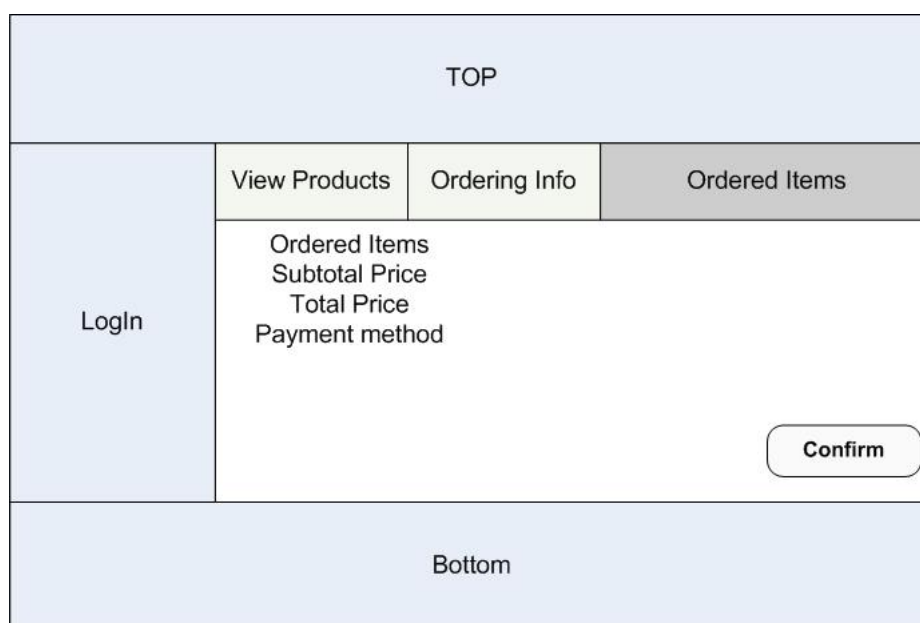 TOP
View Products
Ordering Info
Ordered Items
LogIn
Ordered Items
Subtotal Price
Total Price
Payment method
Confirm
Bottom